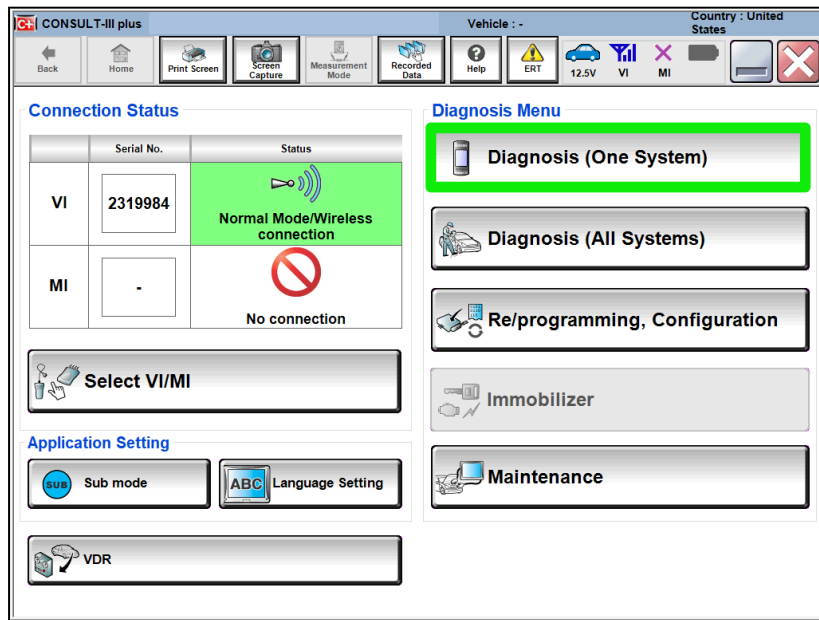 C+ CONSULT-III plus
Vehicle : -
Country : United
States
Back
Home
Print Screen
Screen
Capture
Measurement
Mode
Recorded
Data
Help
ERT
12.5V
VI
MI
Connection Status
Serial No.
Status
VI
2319984
Normal Mode/Wireless
connection
MI
-
No connection
Select VI/MI
Application Setting
SUB
Sub mode
ABC
Language Setting
VDR
Diagnosis Menu
Diagnosis (One System)
Diagnosis (All Systems)
Re/programming, Configuration
Immobilizer
Maintenance